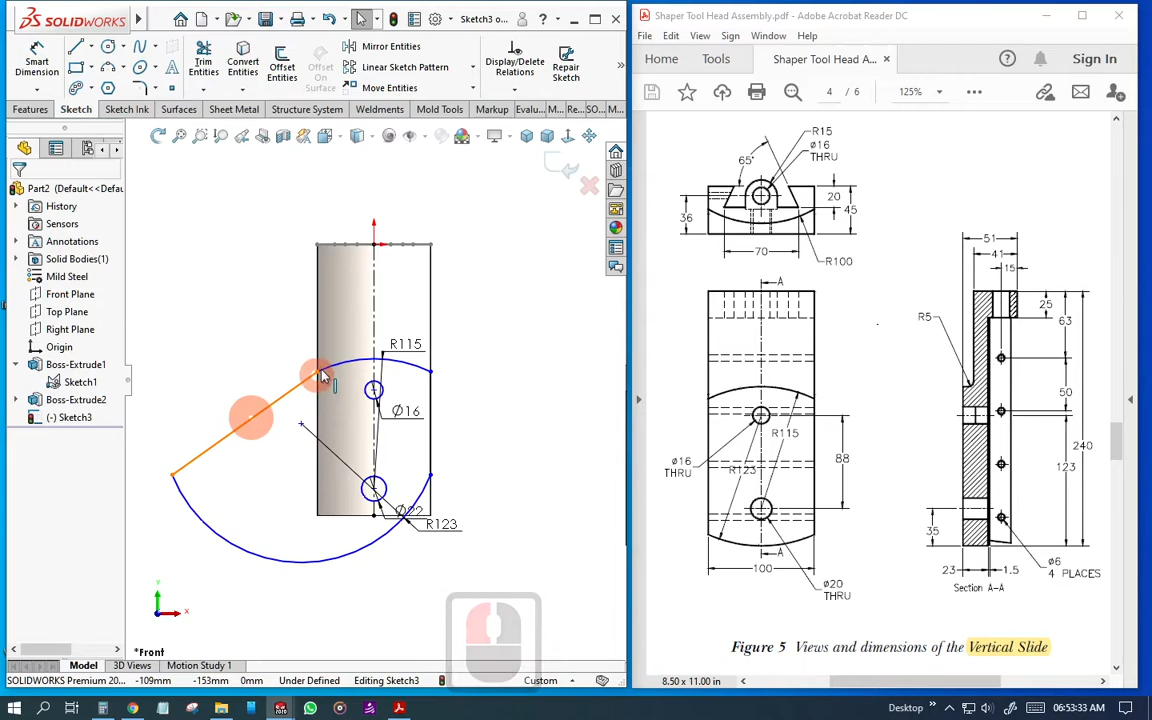 SOLIDWORKS
Sketch3 o...
Smart Dimension
Trim Entities
Convert Entities
Offset Entities
Offset On Surface
Mirror Entities
Linear Sketch Pattern
Move Entities
Display/Delete Relations
Repair Sketch
Features
Sketch
Sketch Ink
Surfaces
Sheet Metal
Structure System
Weldments
Mold Tools
Markup
Evalu...
M...
Re...
SO...
M...
Part2 (Default<<Defau
History
Sensors
Annotations
Solid Bodies(1)
Mild Steel
Front Plane
Top Plane
Right Plane
Origin
Boss-Extrude1
Sketch1
Boss-Extrude2
(-) Sketch3
R115
Ø16
Ø22
R123
Y
X
*Front
Model
3D Views
Motion Study 1
SOLIDWORKS Premium 20...
-109mm
-153mm
0mm
Under Defined
Editing Sketch3
Custom
Shaper Tool Head Assembly.pdf - Adobe Acrobat Reader DC
File
Edit
View
Sign
Window
Help
Home
Tools
Shaper Tool Head A...
Sign In
4 / 6
125%
R15
Ø16
THRU
65°
36
20
45
70
R100
A
51
41
15
R5
25
63
50
240
123
R115
R123
88
Ø16
THRU
35
A
100
Ø20
THRU
23
1.5
Section A-A
Ø6
4 PLACES
Figure 5 Views and dimensions of the Vertical Slide
8.50 x 11.00 in
Desktop
06:53:33 AM